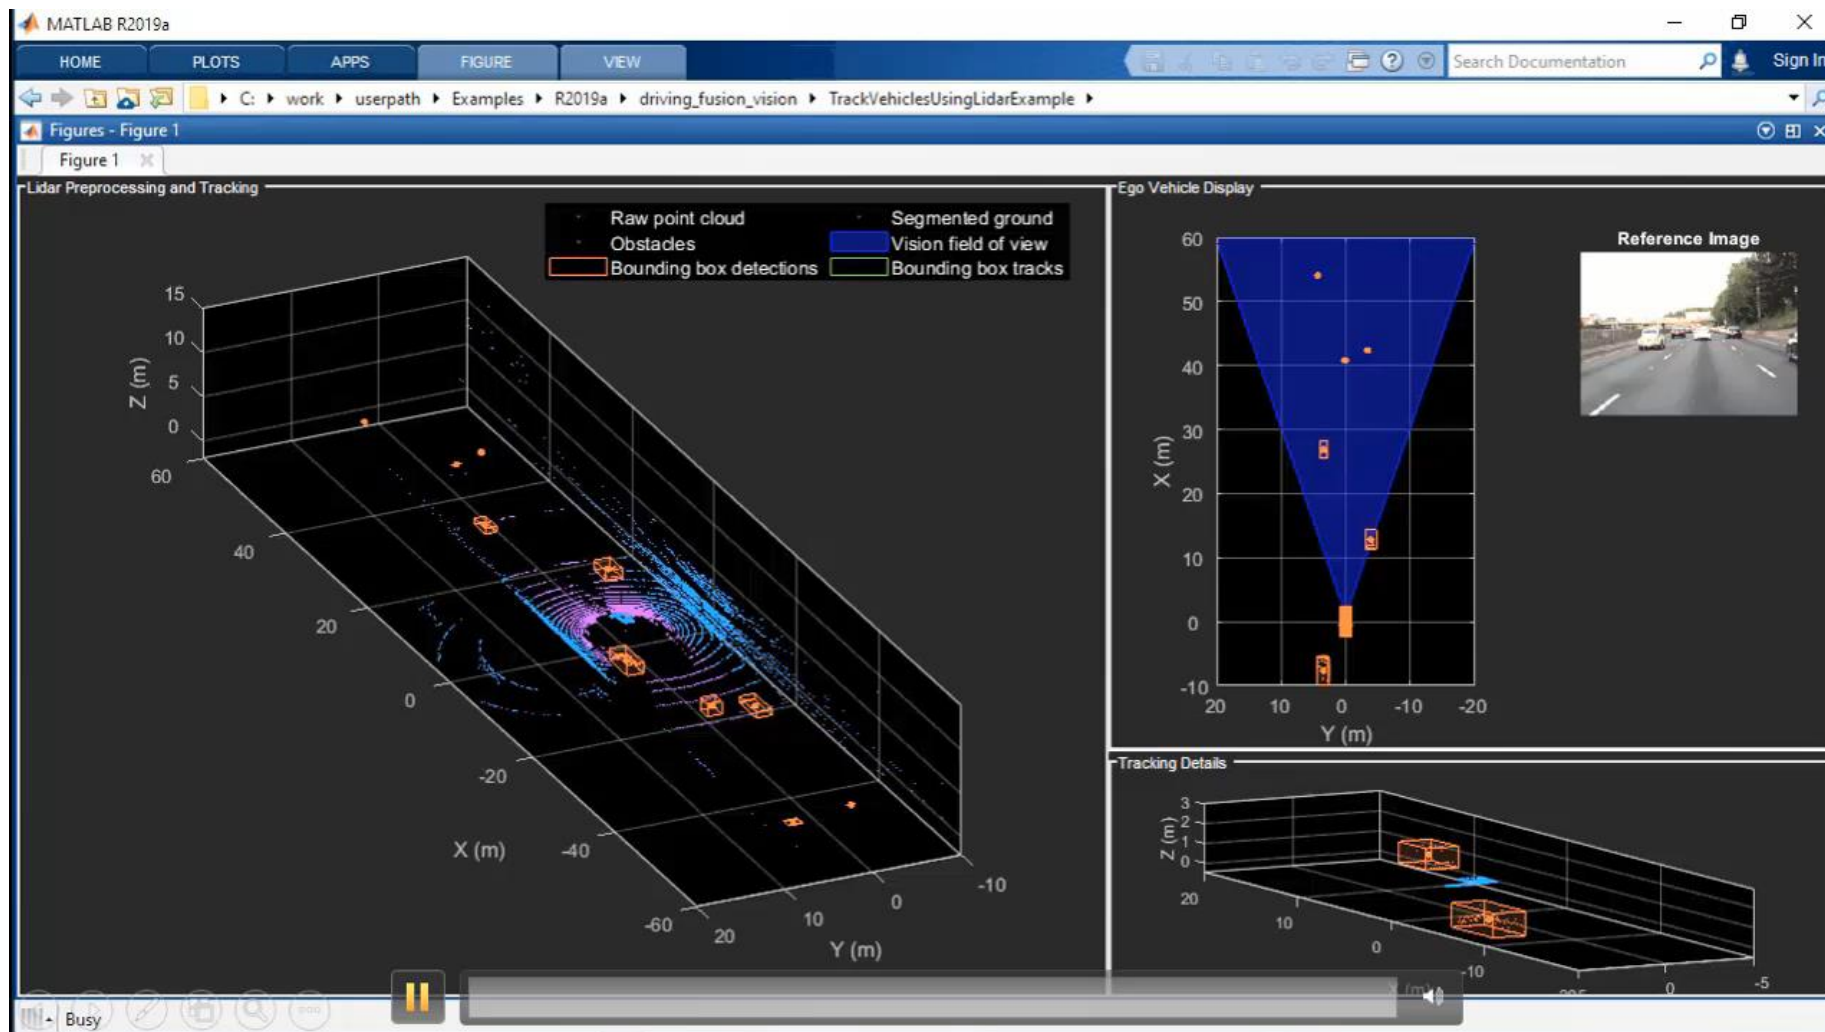 MATLAB R2019a
HOME PLOTS APPS FIGURE VIEW
Search Documentation
Sign In
C: work userpath Examples R2019a driving_fusion_vision TrackVehiclesUsingLidarExample
Figures - Figure 1
Figure 1
Lidar Preprocessing and Tracking
Raw point cloud Segmented ground
Obstacles Vision field of view
Bounding box detections Bounding box tracks
15
10
5
0
Z (m)
60
40
20
0
-20
-40
-60
X (m)
20
10
0
-10
Y (m)
Ego Vehicle Display
Reference Image
60
50
40
30
20
10
0
-10
X (m)
20 10 0 -10 -20
Y (m)
Tracking Details
3
2
1
0
Z (m)
20
10
0
-10
X (m)
0
-5
Busy